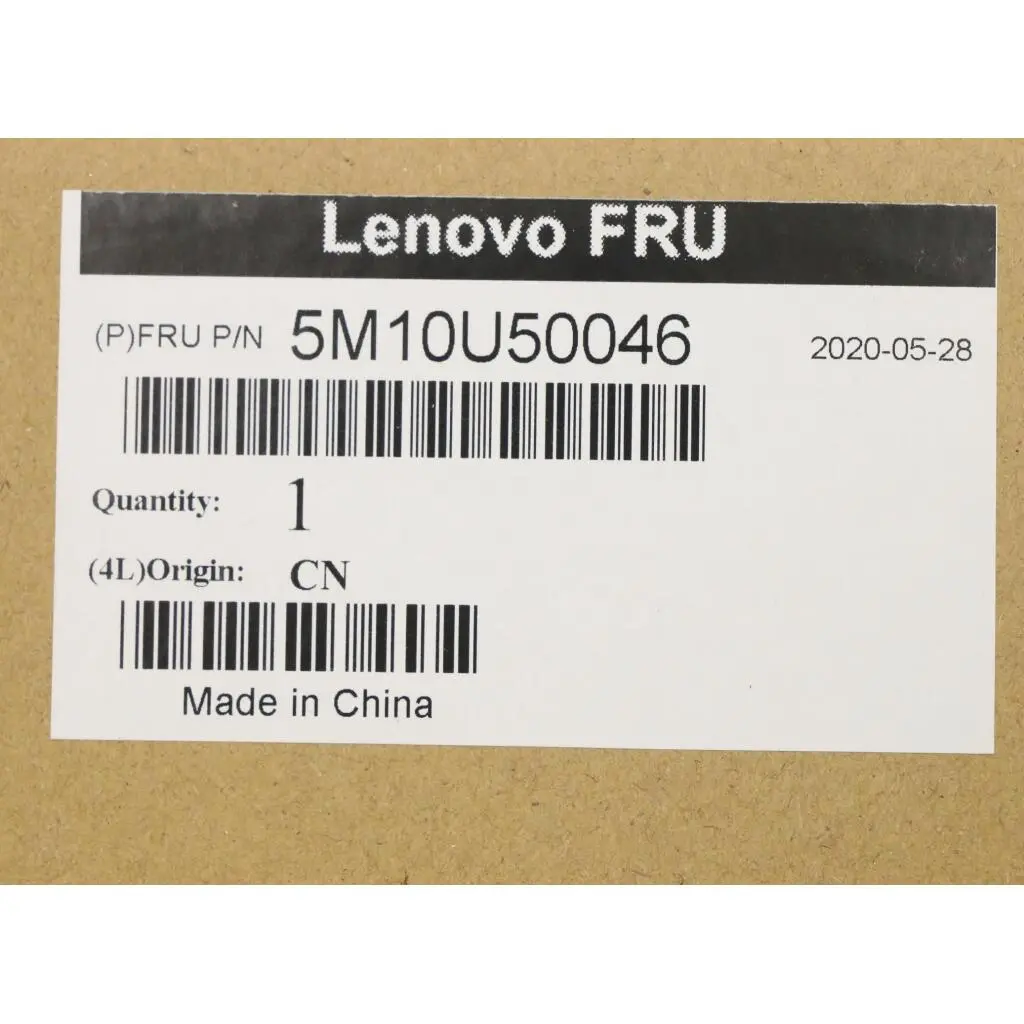 Lenovo FRU
(P)FRU P/N 5M10U50046 2020-05-28
Quantity: 1
(4L)Origin: CN
Made in China